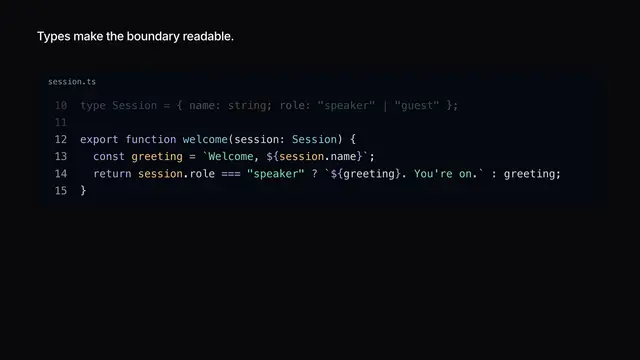 Types make the boundary readable.
session.ts
10 type Session = { name: string; role: "speaker" | "guest" };
11
12 export function welcome(session: Session) {
13   const greeting = `Welcome, ${session.name}`;
14   return session.role === "speaker" ? `${greeting}. You're on.` : greeting;
15 }